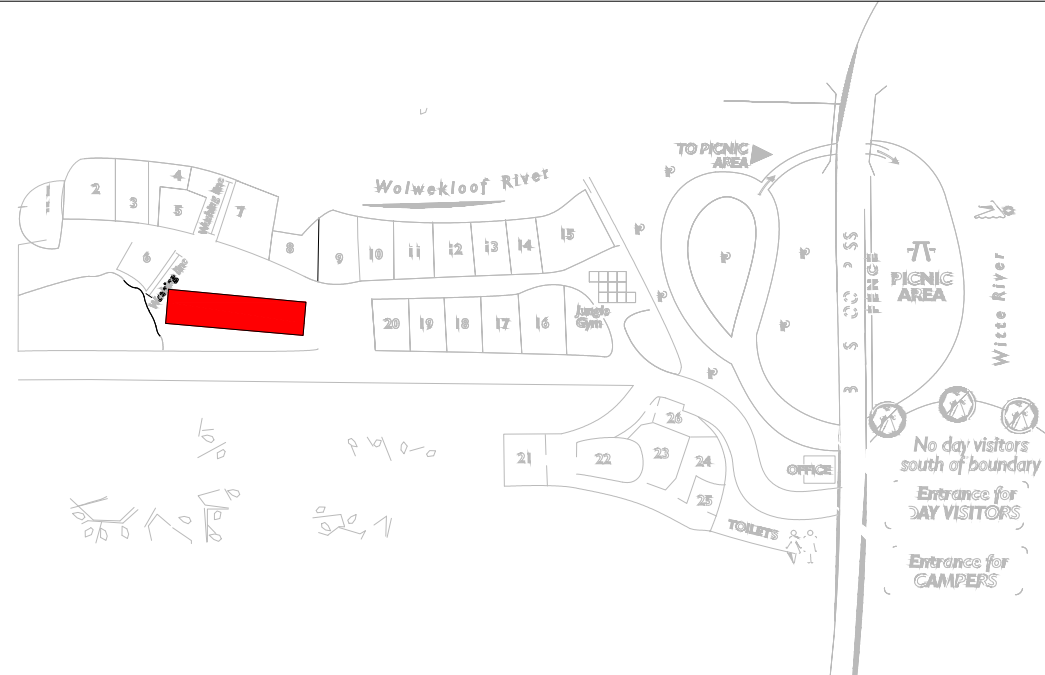 Wolwekloof River
TO PICNIC
AREA
2
3
4
5
Washing line
7
6
8
9
10
11
12
13
14
15
20
19
18
17
16
Jungle
Gym
P
P
P
P
P
P
P
FENCE
PICNIC
AREA
Witte River
No day visitors
south of boundary
Entrance for
DAY VISITORS
Entrance for
CAMPERS
21
22
23
24
25
26
OFFICE
TOILETS